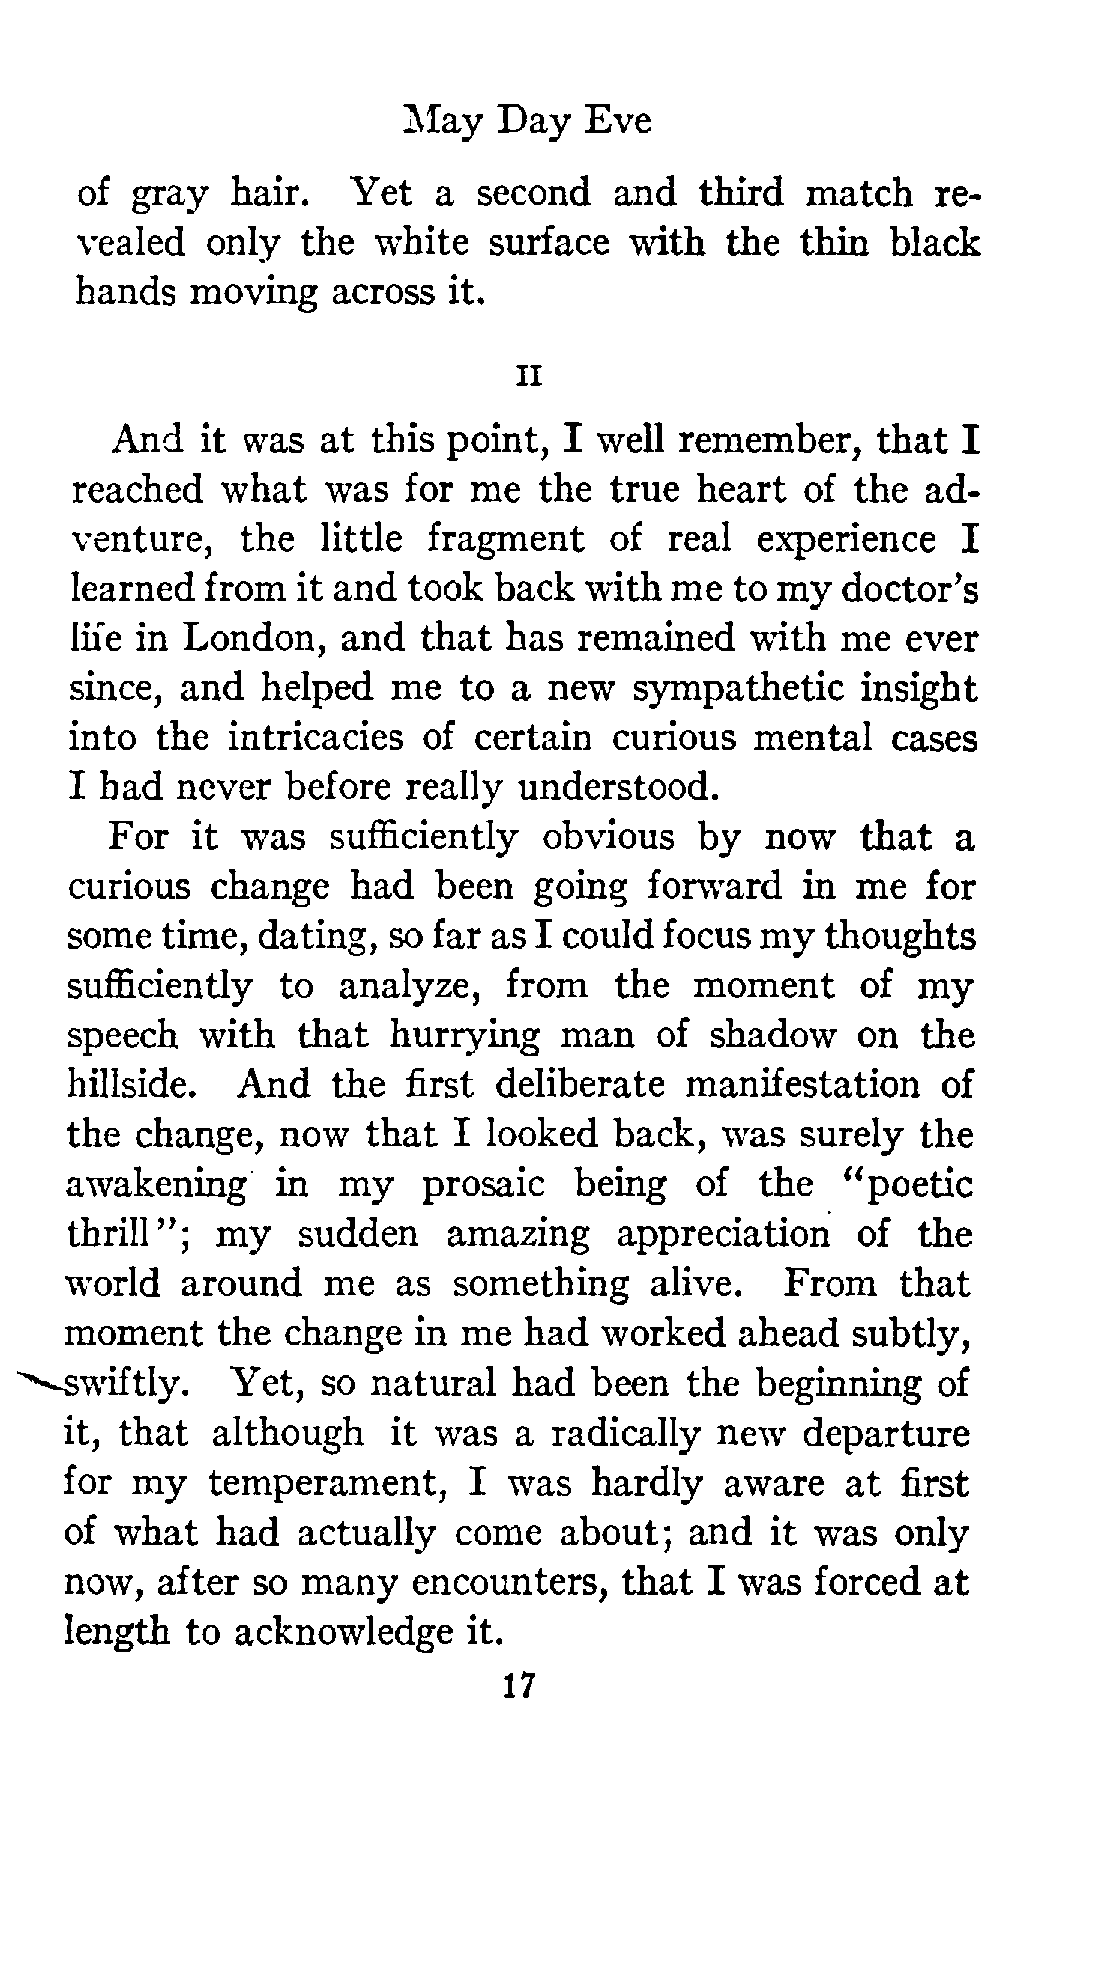 May Day Eve
of gray hair. Yet a second and third match re-
vealed only the white surface with the thin black
hands moving across it.
II
And it was at this point, I well remember, that I
reached what was for me the true heart of the ad-
venture, the little fragment of real experience I
learned from it and took back with me to my doctor's
life in London, and that has remained with me ever
since, and helped me to a new sympathetic insight
into the intricacies of certain curious mental cases
I had never before really understood.
For it was sufficiently obvious by now that a
curious change had been going forward in me for
some time, dating, so far as I could focus my thoughts
sufficiently to analyze, from the moment of my
speech with that hurrying man of shadow on the
hillside. And the first deliberate manifestation of
the change, now that I looked back, was surely the
awakening in my prosaic being of the "poetic
thrill"; my sudden amazing appreciation of the
world around me as something alive. From that
moment the change in me had worked ahead subtly,
swiftly. Yet, so natural had been the beginning of
it, that although it was a radically new departure
for my temperament, I was hardly aware at first
of what had actually come about; and it was only
now, after so many encounters, that I was forced at
length to acknowledge it.
17